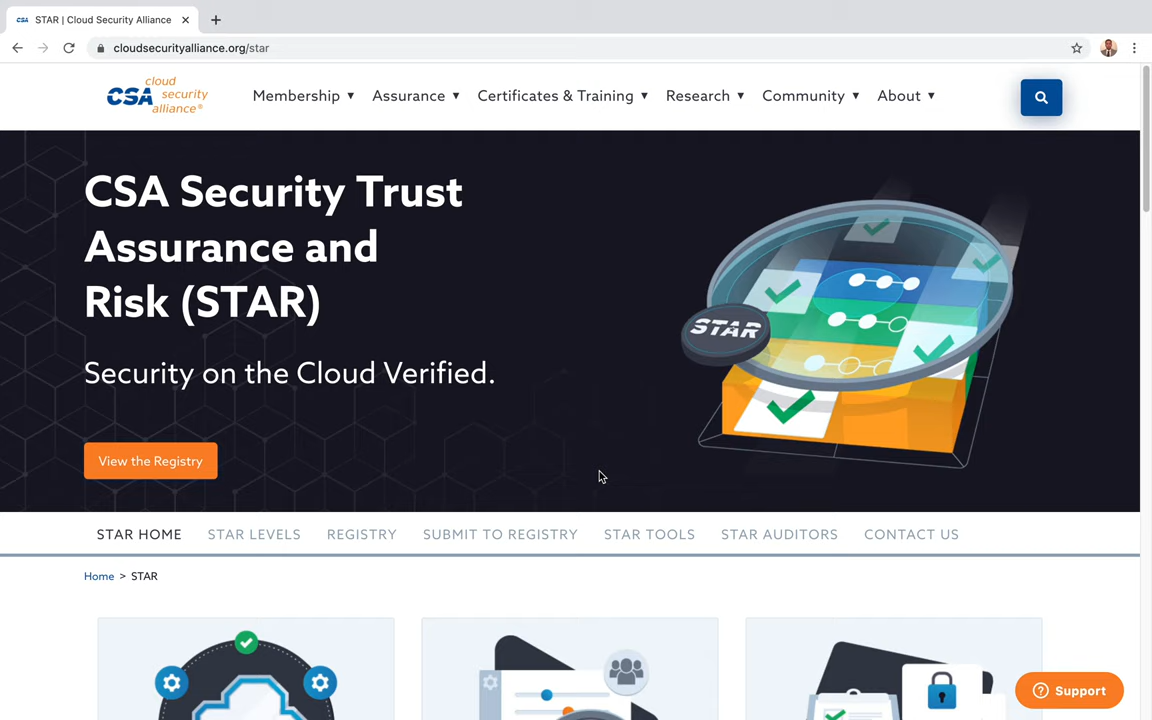 STAR | Cloud Security Alliance
cloudsecurityalliance.org/star
CSA cloud security alliance®
Membership ▼ Assurance ▼ Certificates & Training ▼ Research ▼ Community ▼ About ▼
CSA Security Trust
Assurance and
Risk (STAR)
STAR
Security on the Cloud Verified.
View the Registry
STAR HOME STAR LEVELS REGISTRY SUBMIT TO REGISTRY STAR TOOLS STAR AUDITORS CONTACT US
Home > STAR
Support